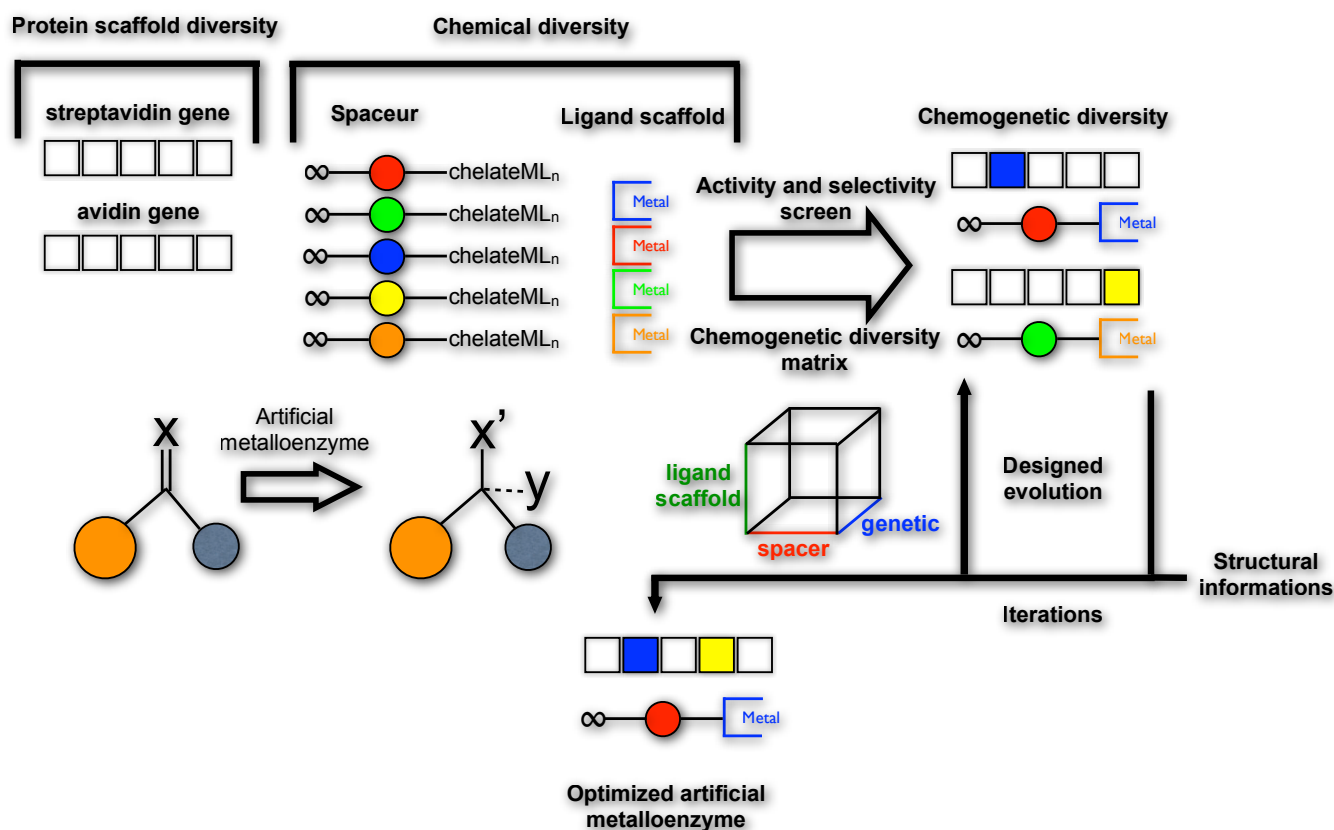 Protein scaffold diversity
Chemical diversity
streptavidin gene
avidin gene
Spaceur
Ligand scaffold
∞ chelateMLn
∞ chelateMLn
∞ chelateMLn
∞ chelateMLn
∞ chelateMLn
Metal
Metal
Metal
Metal
Activity and selectivity
screen
Chemogenetic diversity
matrix
Chemogenetic diversity
∞ Metal
∞ Metal
x
Artificial
metalloenzyme
x'
y
ligand
scaffold
genetic
spacer
Designed
evolution
Structural
informations
Iterations
∞ Metal
Optimized artificial
metalloenzyme